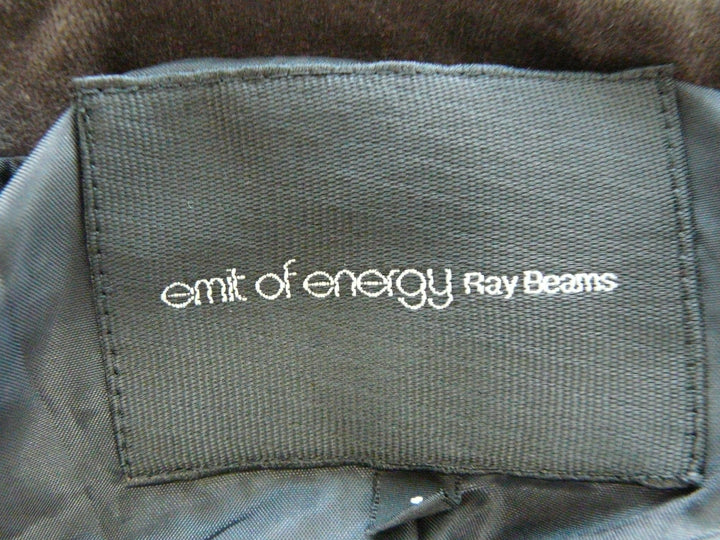 emit of energy Ray Beams